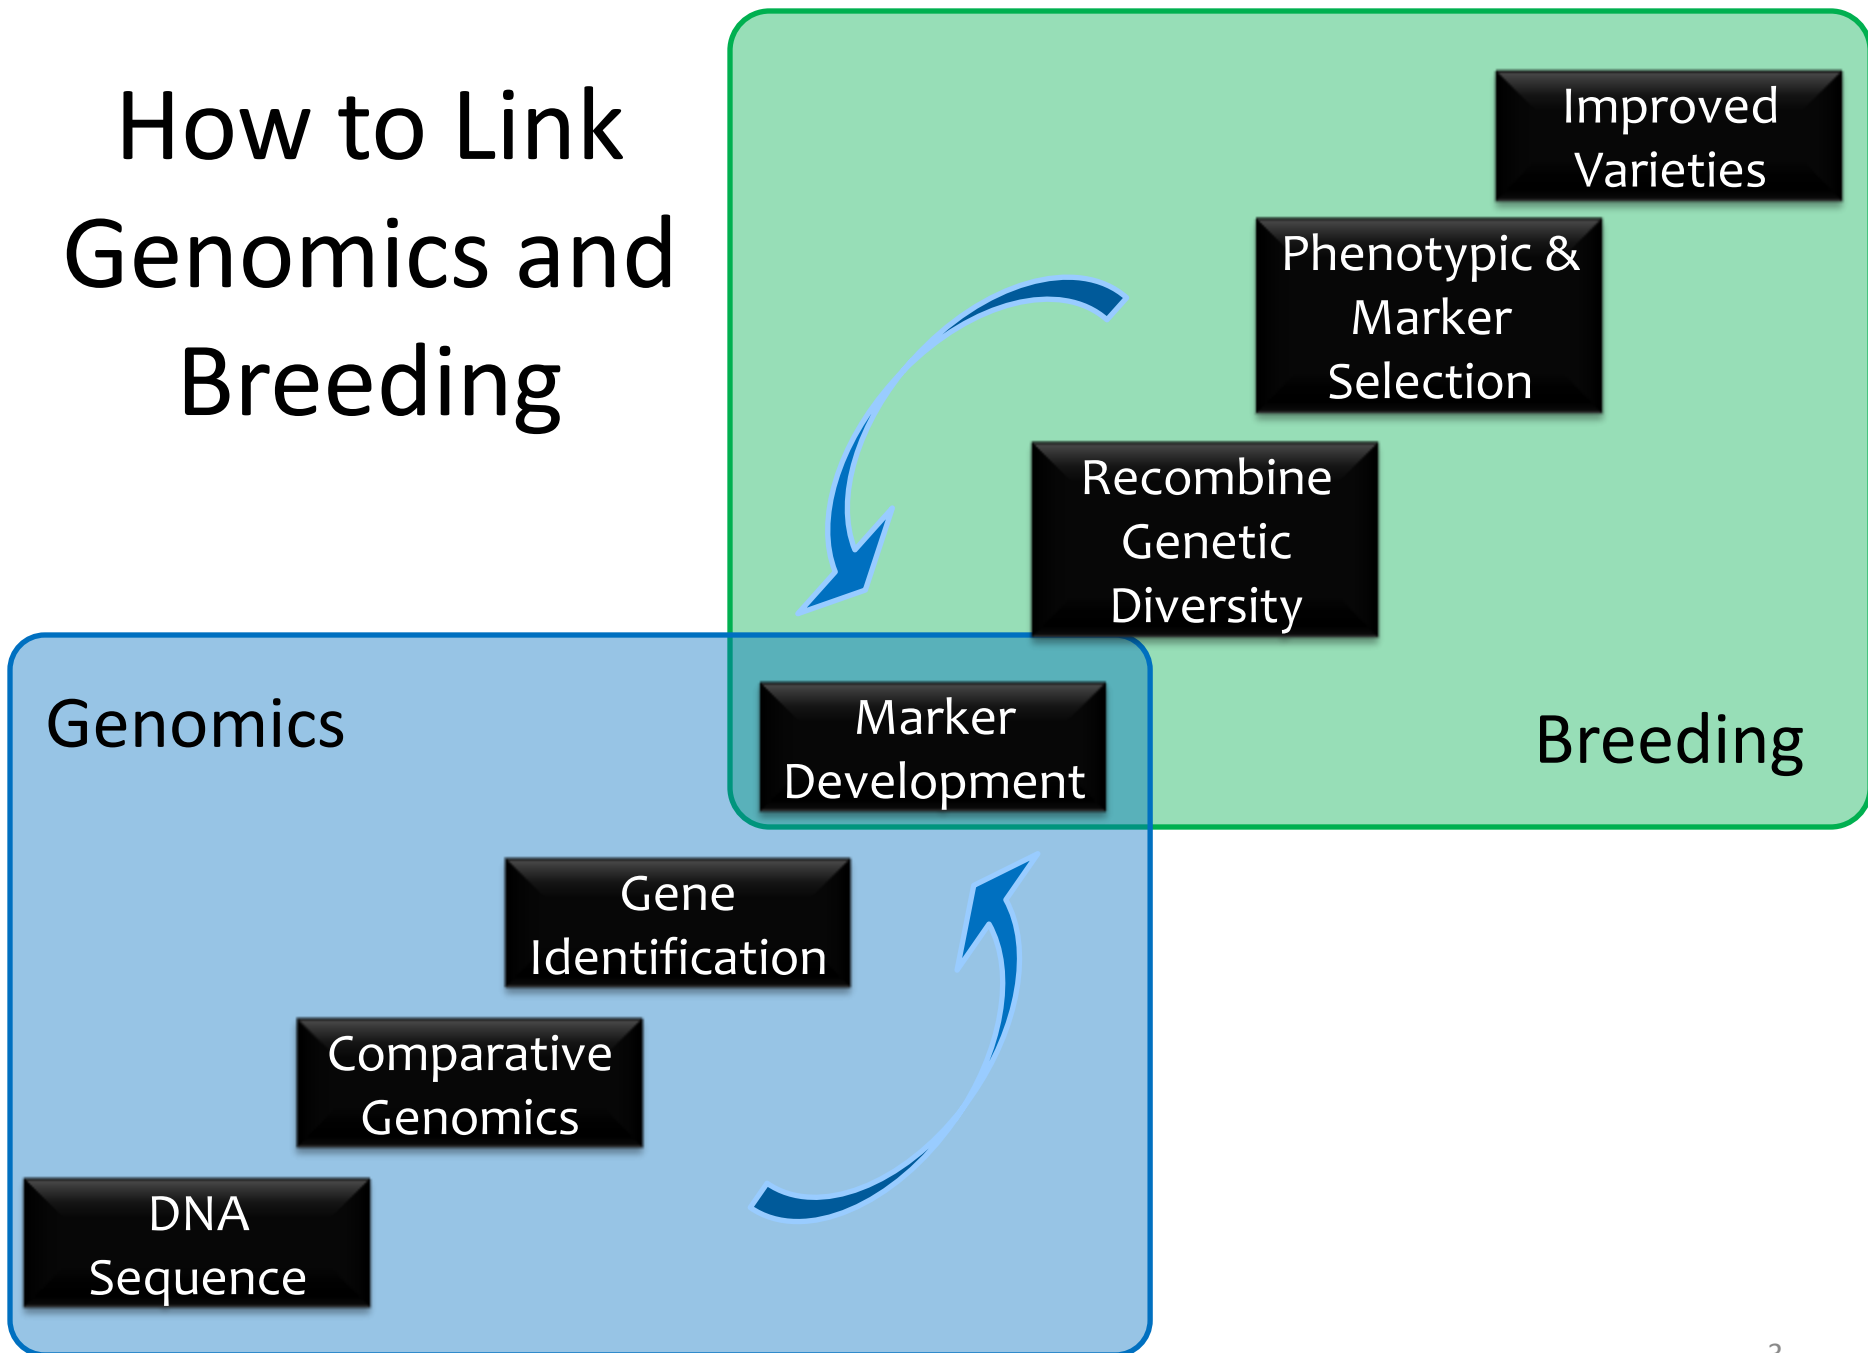 How to Link
Genomics and
Breeding
Improved
Varieties
Phenotypic &
Marker
Selection
Recombine
Genetic
Diversity
Genomics
Marker
Development
Breeding
Gene
Identification
Comparative
Genomics
DNA
Sequence